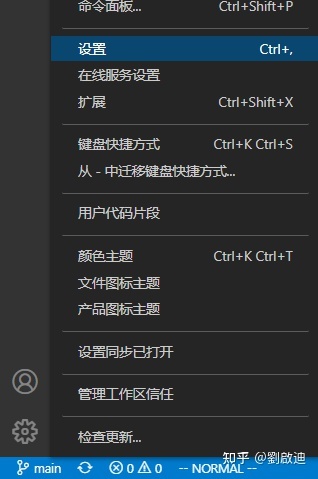 命令面板... Ctrl+Shift+P
设置 Ctrl+,
在线服务设置
扩展 Ctrl+Shift+X
键盘快捷方式 Ctrl+K Ctrl+S
从 - 中迁移键盘快捷方式...
用户代码片段
颜色主题 Ctrl+K Ctrl+T
文件图标主题
产品图标主题
设置同步已打开
管理工作区信任
检查更新...
知乎 @劉啟迪
main 0 0 -- NORMAL --